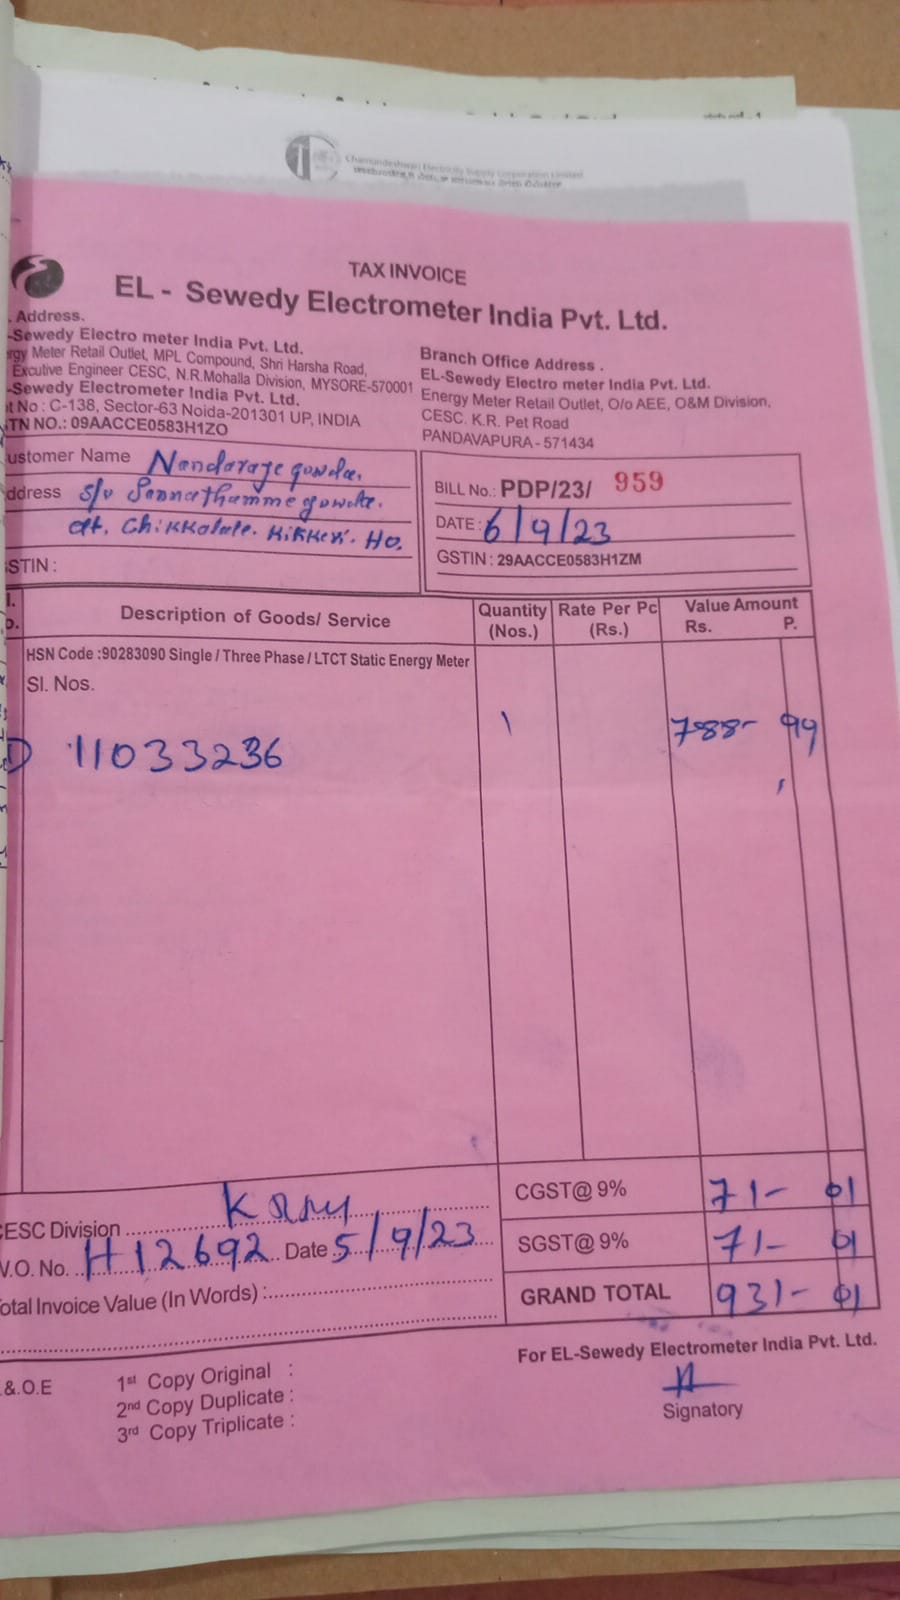 Chamundeshwari Electricity Supply Corporation Limited
TAX INVOICE
EL - Sewedy Electrometer India Pvt. Ltd.
. Address.
-Sewedy Electro meter India Pvt. Ltd.
rgy Meter Retail Outlet, MPL Compound, Shri Harsha Road,
Excutive Engineer CESC, N.R.Mohalla Division, MYSORE-570001
-Sewedy Electrometer India Pvt. Ltd.
t No : C-138, Sector-63 Noida-201301 UP, INDIA
TN NO.: 09AACCE0583H1ZO
Branch Office Address .
EL-Sewedy Electro meter India Pvt. Ltd.
Energy Meter Retail Outlet, O/o AEE, O&M Division,
CESC. K.R. Pet Road
PANDAVAPURA - 571434
ustomer Name Nandaraje gowda.
ddress S/o
at. Kikkeri. Ho.
STIN :
BILL No.: PDP/23/ 959
DATE : 6/9/23
GSTIN : 29AACCE0583H1ZM
Description of Goods/ Service Quantity (Nos.) Rate Per Pc (Rs.) Value Amount Rs. P.
HSN Code :90283090 Single / Three Phase / LTCT Static Energy Meter
Sl. Nos.
11033236 1 788- 99
CGST@ 9% 71- 01
SGST@ 9% 71- 01
GRAND TOTAL 931- 01
ESC Division
V.O. No. H12692 Date 5/9/23
otal Invoice Value (In Words) :
For EL-Sewedy Electrometer India Pvt. Ltd.
Signatory
.&.O.E
1st Copy Original :
2nd Copy Duplicate :
3rd Copy Triplicate :